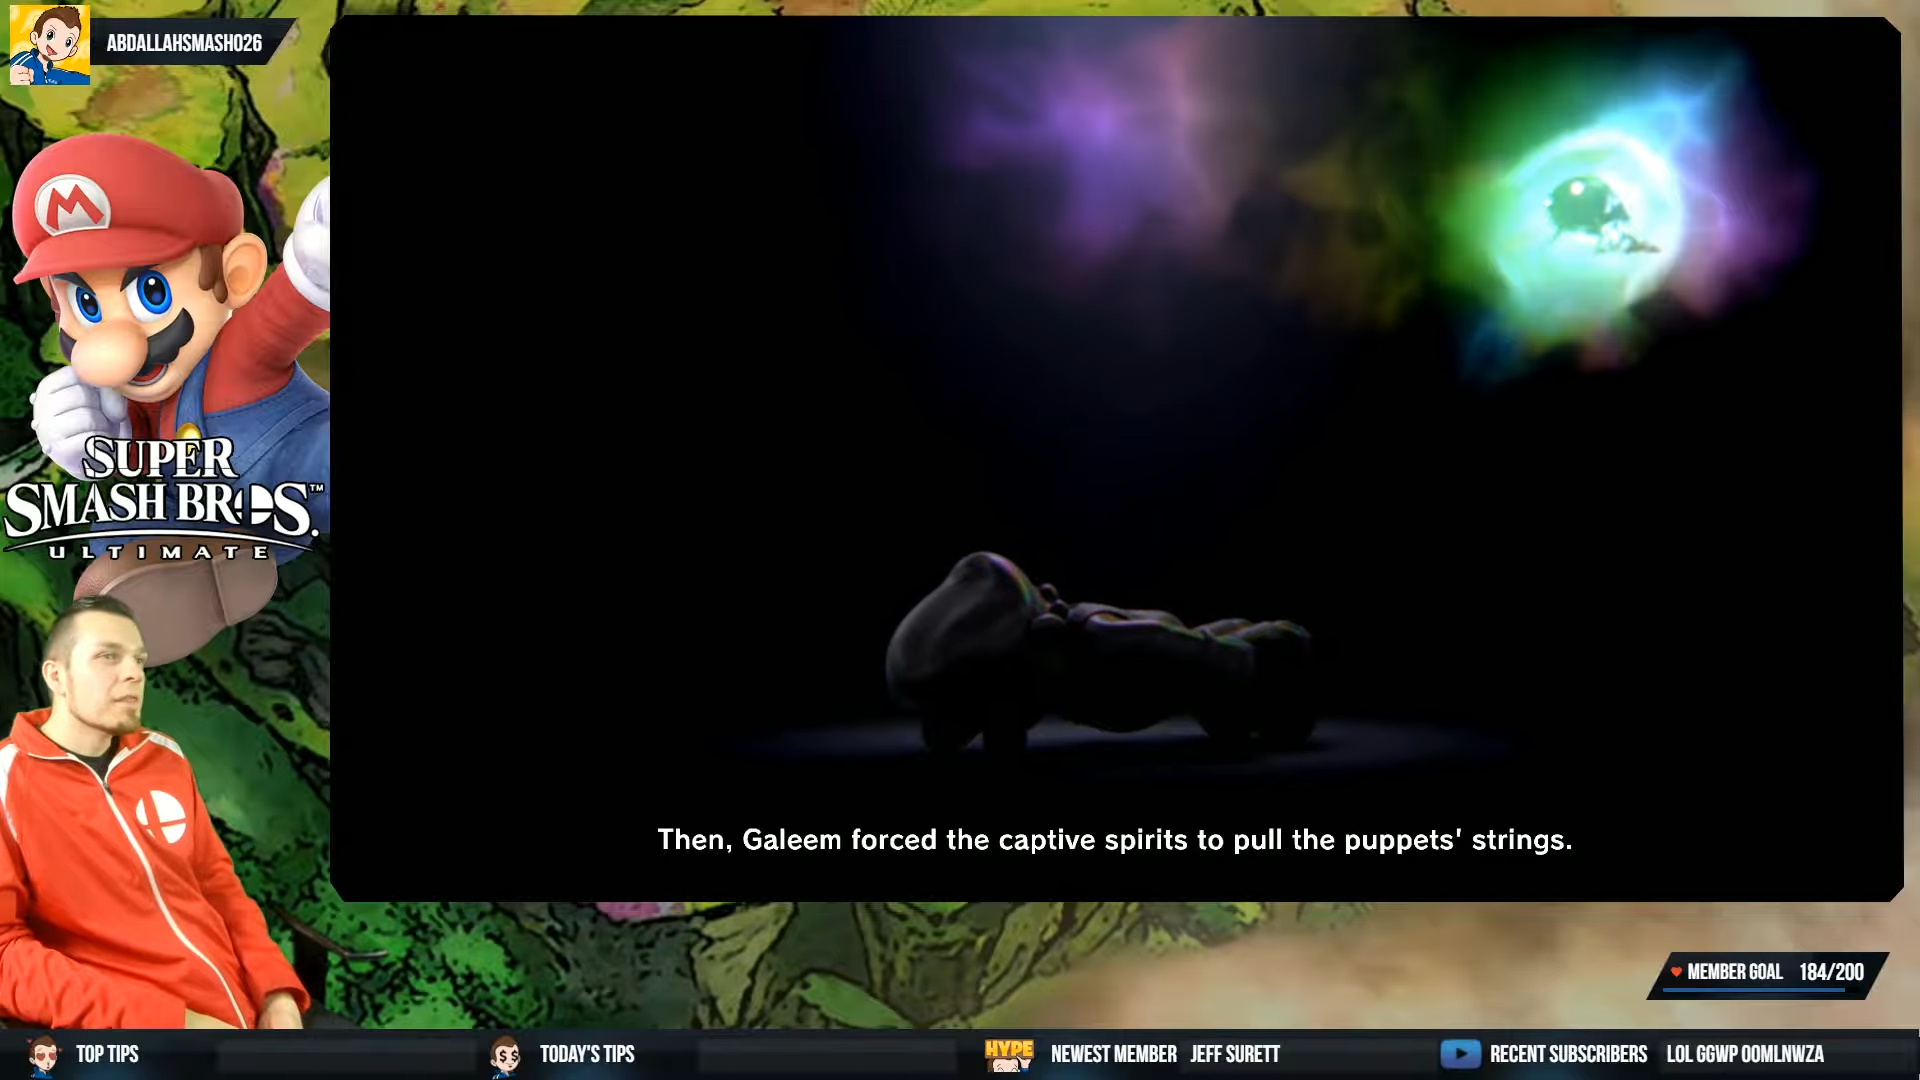 ABDALLAHSMASH026
M
SUPER
SMASH BROS.™
ULTIMATE
Then, Galeem forced the captive spirits to pull the puppets' strings.
MEMBER GOAL 184/200
TOP TIPS
TODAY'S TIPS
HYPE
NEWEST MEMBER JEFF SURETT
RECENT SUBSCRIBERS LOL GGWP OOMLNWZA